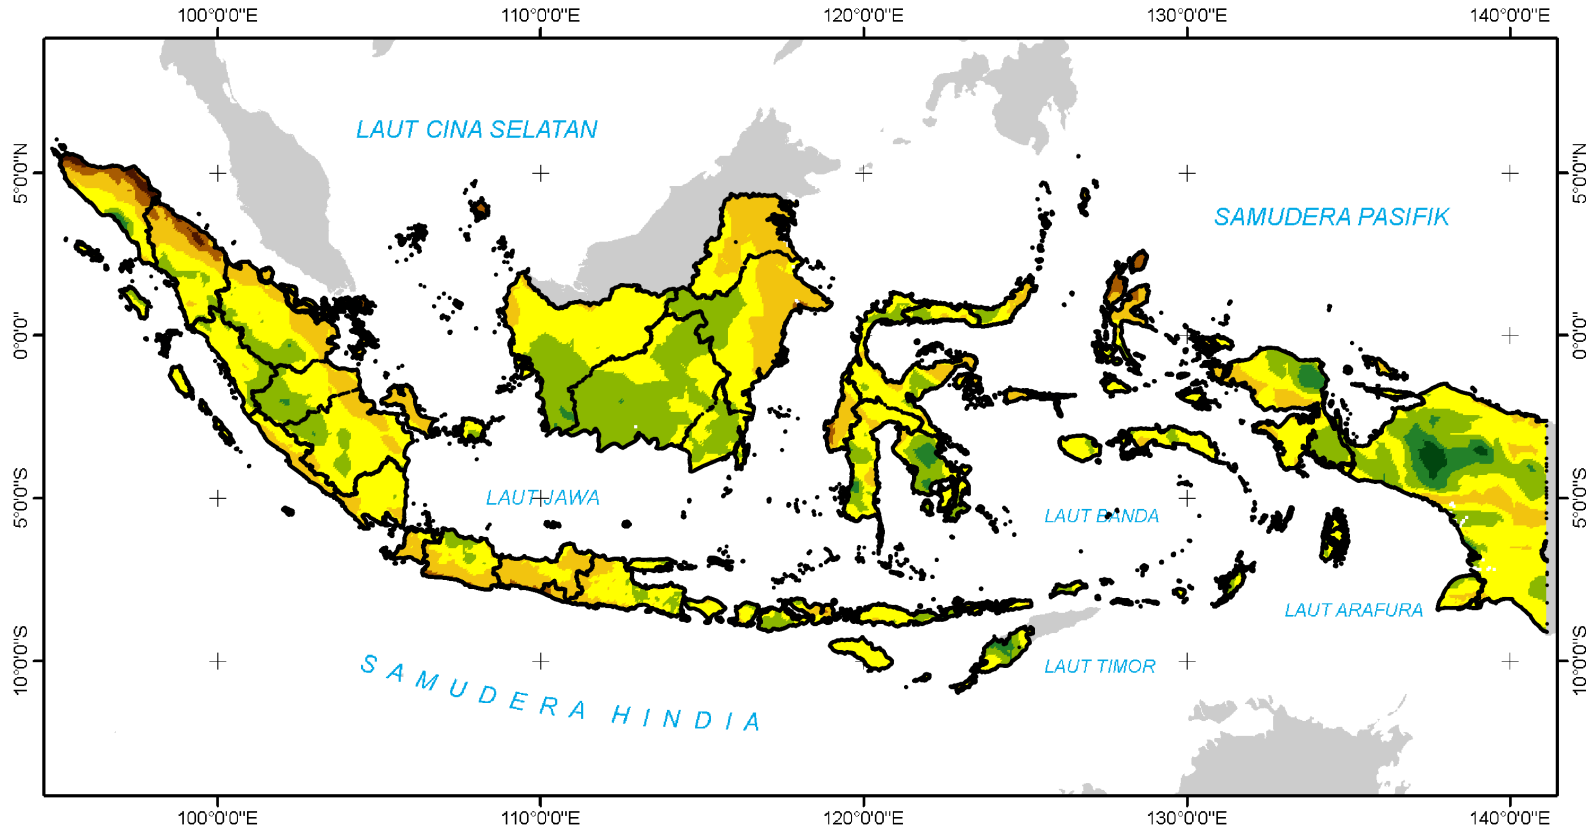 100°0'0"E 110°0'0"E 120°0'0"E 130°0'0"E 140°0'0"E
LAUT CINA SELATAN
5°0'0"N 5°0'0"N
SAMUDERA PASIFIK
0°0'0" 0°0'0"
LAUT JAWA
5°0'0"S 5°0'0"S
LAUT BANDA
LAUT ARAFURA
10°0'0"S 10°0'0"S
LAUT TIMOR
SAMUDERA HINDIA
100°0'0"E 110°0'0"E 120°0'0"E 130°0'0"E 140°0'0"E